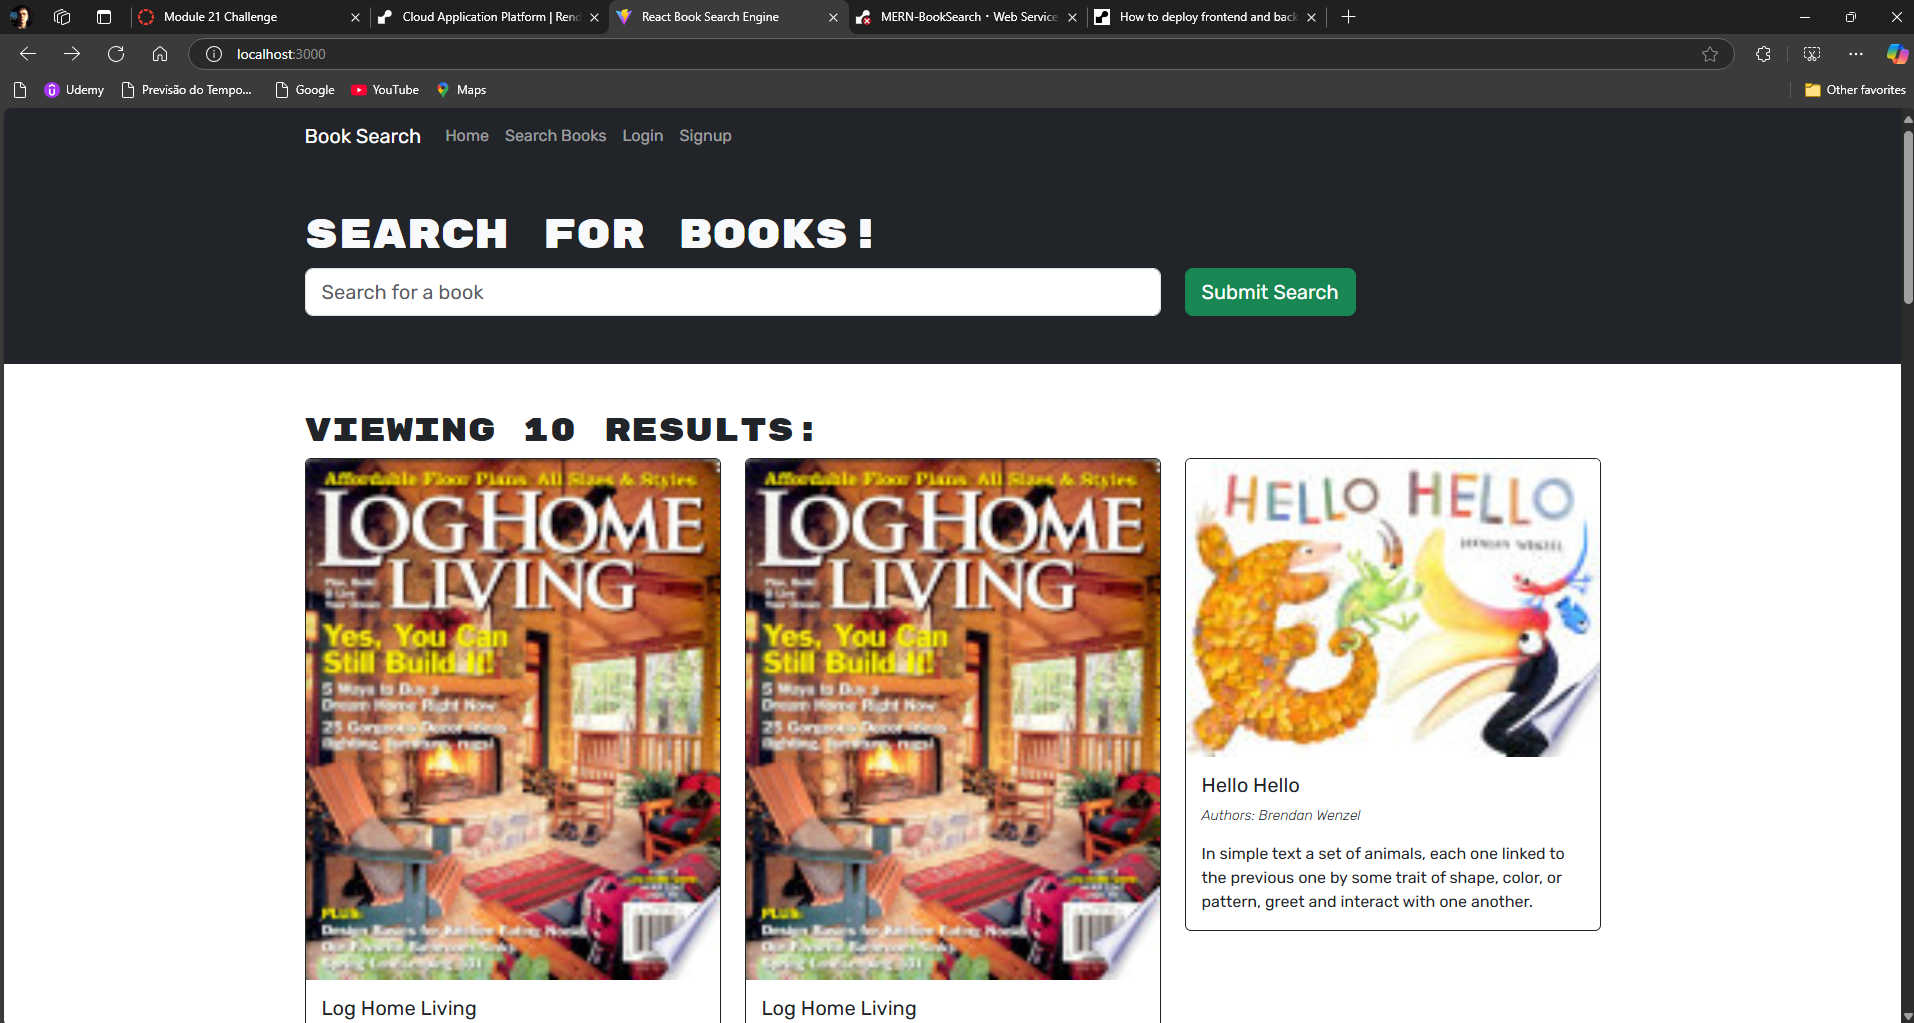 Module 21 Challenge
Cloud Application Platform | Rend
React Book Search Engine
MERN-BookSearch · Web Service
How to deploy frontend and back
localhost:3000
Udemy
Previsão do Tempo...
Google
YouTube
Maps
Other favorites
Book Search
Home
Search Books
Login
Signup
SEARCH FOR BOOKS!
Search for a book
Submit Search
VIEWING 10 RESULTS:
Affordable Floor Plans All Sizes & Styles
LOG HOME
LIVING
Yes, You Can
Still Build It!
5 Ways to Buy a
Dream Home Right Now
25 Gorgeous Decor Ideas
lighting, furniture, rugs!
PLUS:
Log Home Living
Affordable Floor Plans All Sizes & Styles
LOG HOME
LIVING
Yes, You Can
Still Build It!
5 Ways to Buy a
Dream Home Right Now
25 Gorgeous Decor Ideas
lighting, furniture, rugs!
PLUS:
Log Home Living
HELLO HELLO
BRENDAN WENZEL
Hello Hello
Authors: Brendan Wenzel
In simple text a set of animals, each one linked to
the previous one by some trait of shape, color, or
pattern, greet and interact with one another.